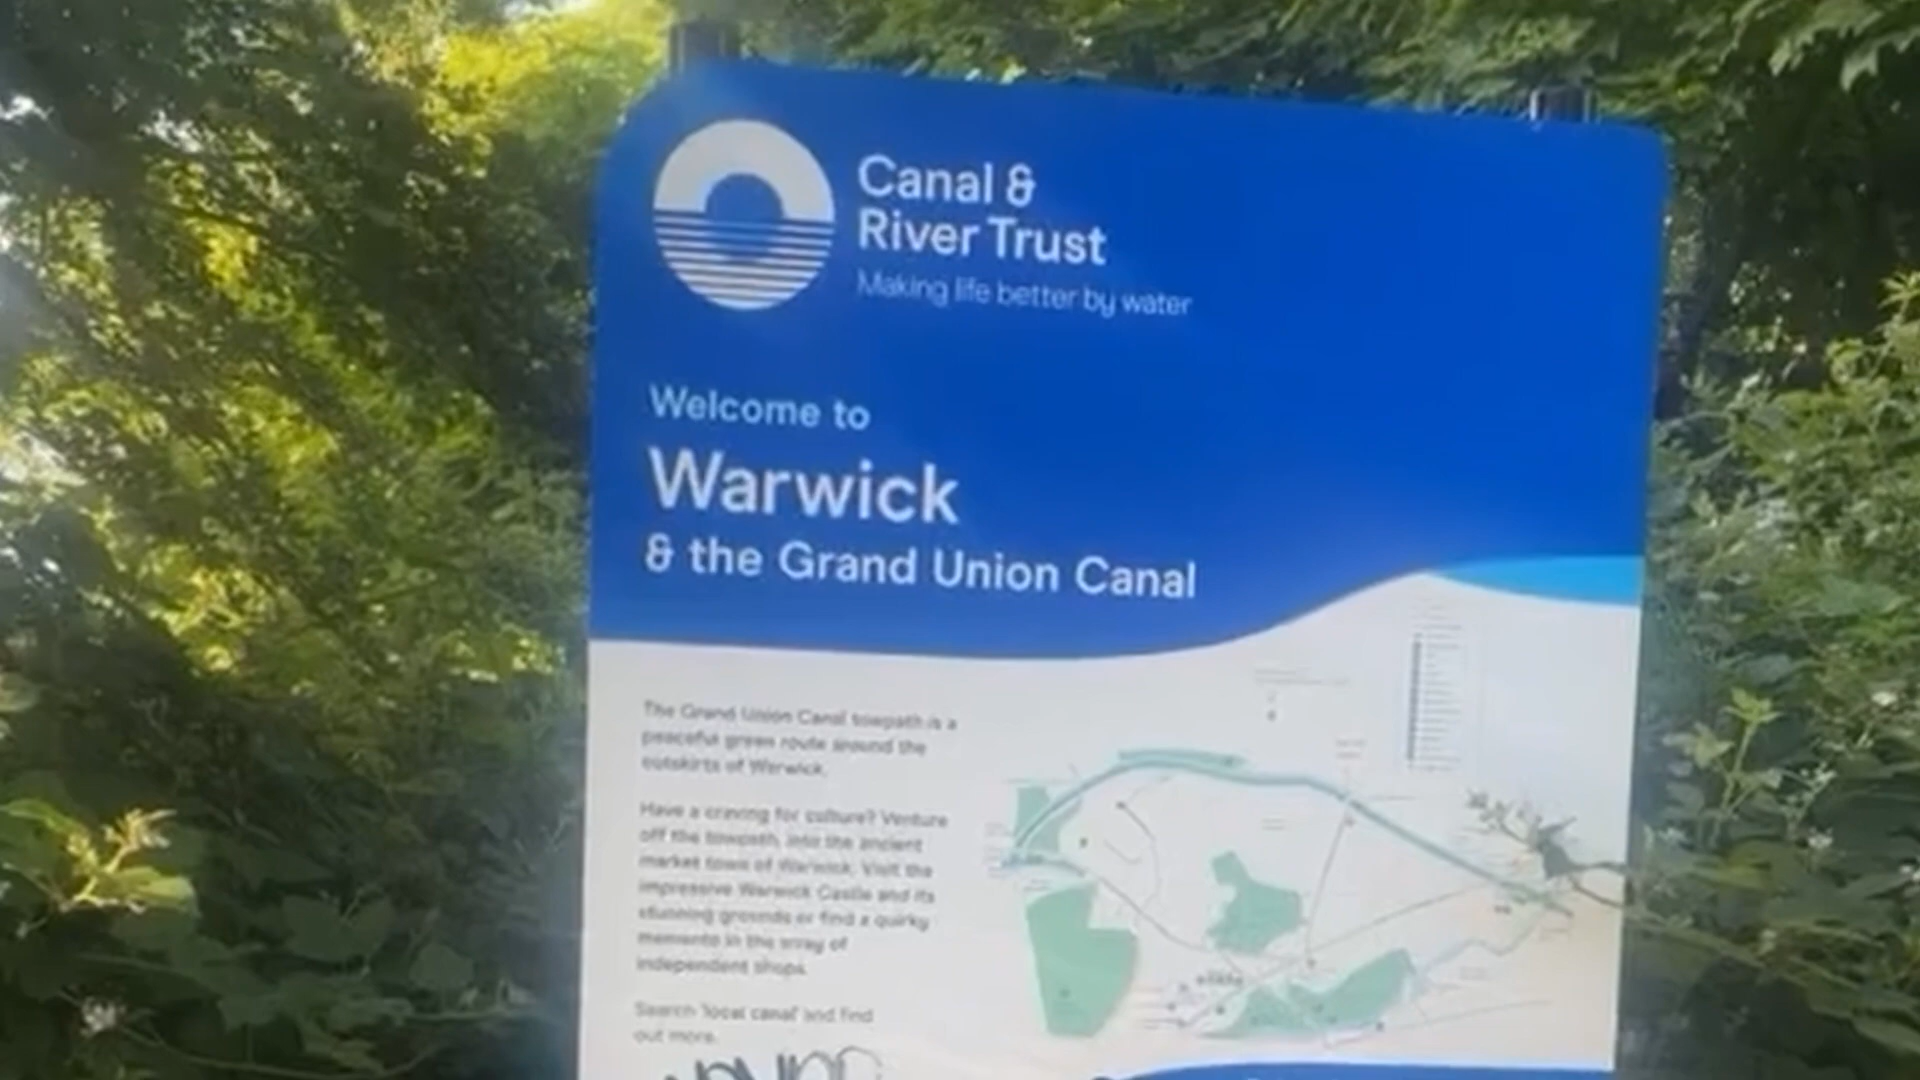 Canal &
River Trust
Making life better by water
Welcome to
Warwick
& the Grand Union Canal
The Grand Union Canal towpath is a
peaceful green route around the
outskirts of Warwick.
Have a craving for culture? Venture
off the towpath, into the ancient
market town of Warwick. Visit the
impressive Warwick Castle and its
stunning grounds or find a quirky
memento in the array of
independent shops.
Search 'local canal' and find
out more.